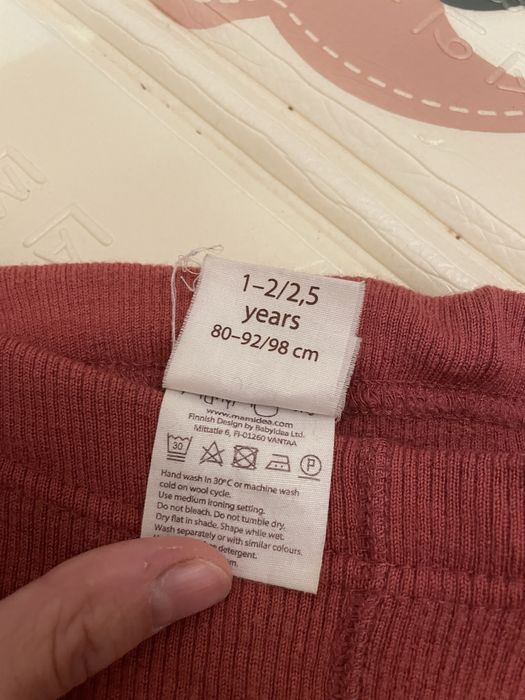 1–2/2,5
years
80–92/98 cm
www.mamidea.com
Finnish Design by Babyidea Ltd.
Mittatie 6, FI-01260 VANTAA
30
P
Hand wash in 30°C or machine wash
cold on wool cycle.
Use medium ironing setting.
Do not bleach. Do not tumble dry.
Dry flat in shade. Shape while wet.
Wash separately or with similar colours.
detergent.